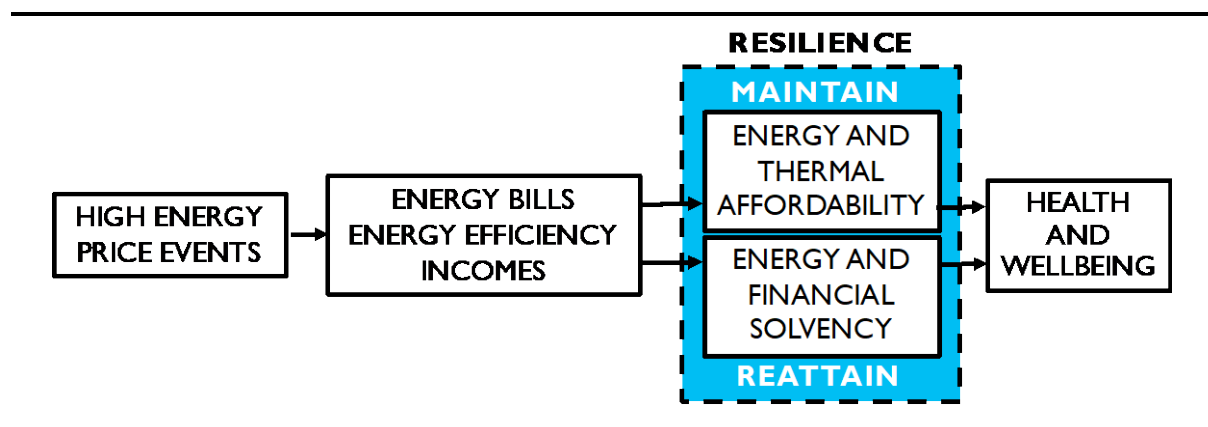 HIGH ENERGY
PRICE EVENTS
ENERGY BILLS
ENERGY EFFICIENCY
INCOMES
RESILIENCE
MAINTAIN
ENERGY AND
THERMAL
AFFORDABILITY
ENERGY AND
FINANCIAL
SOLVENCY
REATTAIN
HEALTH
AND
WELLBEING